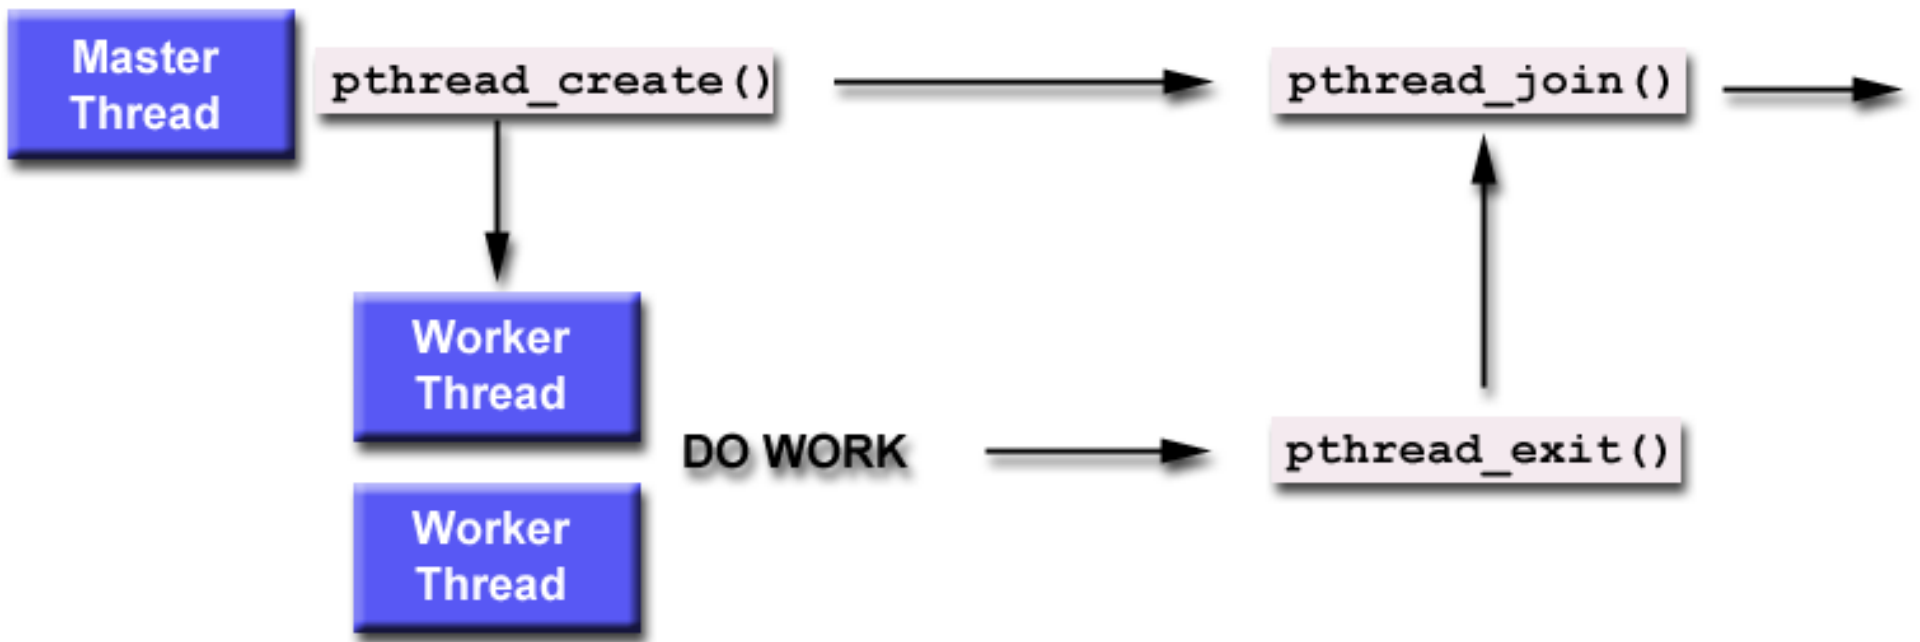 Master
Thread
pthread_create()
pthread_join()
Worker
Thread
DO WORK
pthread_exit()
Worker
Thread